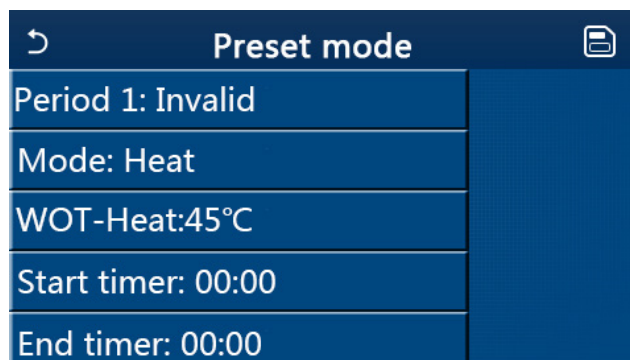 Preset mode
Period 1: Invalid
Mode: Heat
WOT-Heat:45℃
Start timer: 00:00
End timer: 00:00